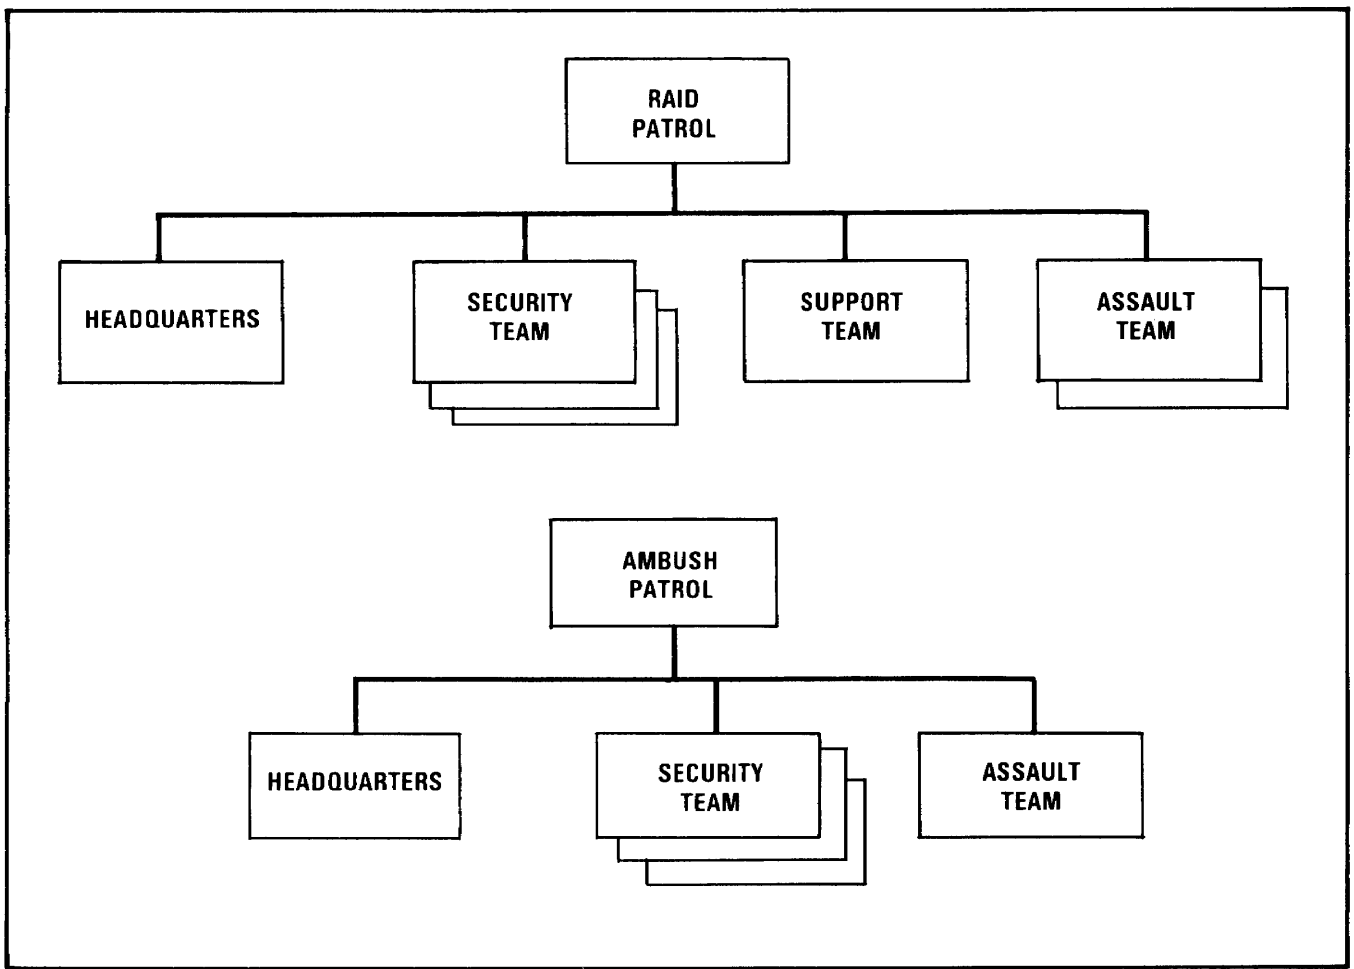 RAID
PATROL
HEADQUARTERS
SECURITY
TEAM
SUPPORT
TEAM
ASSAULT
TEAM
AMBUSH
PATROL
HEADQUARTERS
SECURITY
TEAM
ASSAULT
TEAM